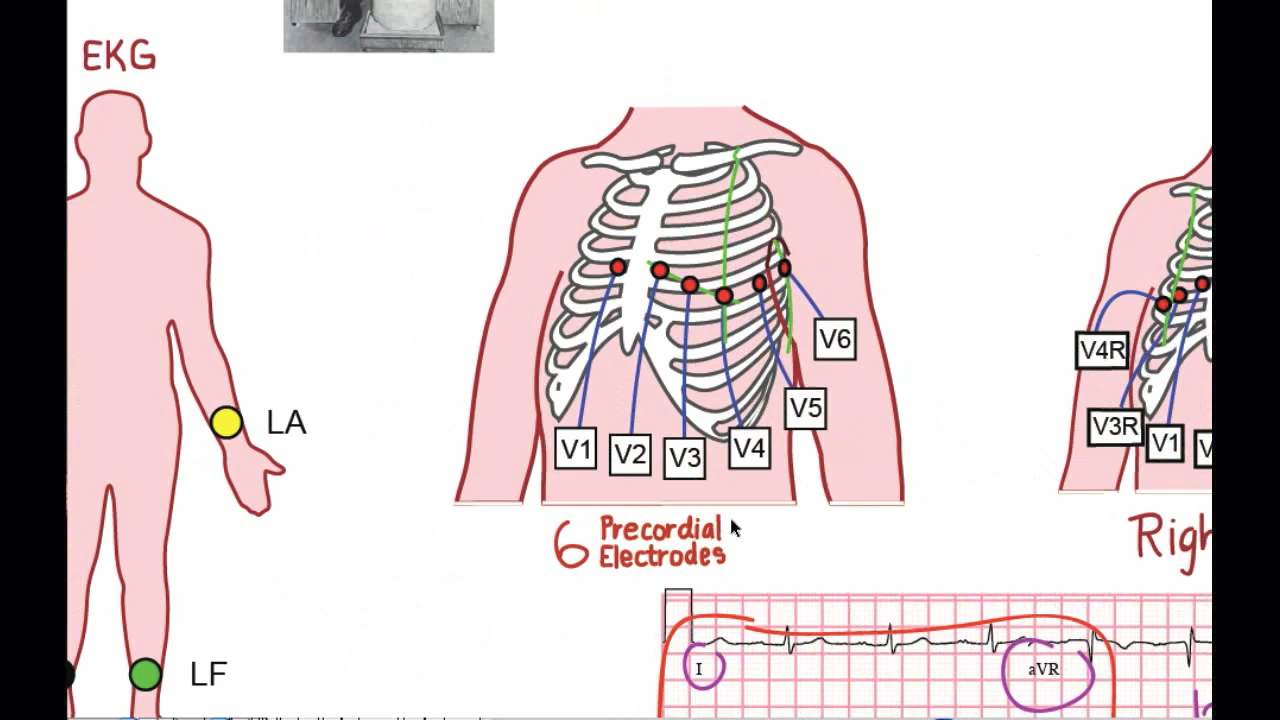 EKG
LA
LF
V1
V2
V3
V4
V5
V6
6 Precordial
Electrodes
V4R
V3R
V1
V
Righ
I
aVR